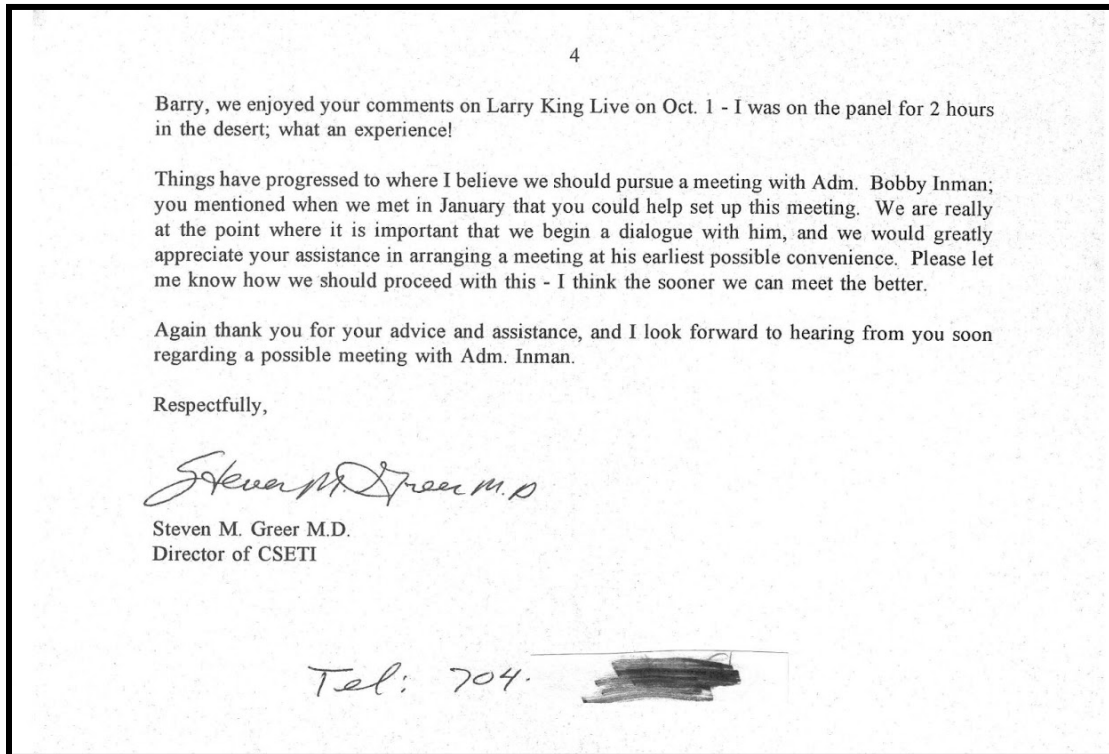 4
Barry, we enjoyed your comments on Larry King Live on Oct. 1 - I was on the panel for 2 hours
in the desert; what an experience!
Things have progressed to where I believe we should pursue a meeting with Adm. Bobby Inman;
you mentioned when we met in January that you could help set up this meeting. We are really
at the point where it is important that we begin a dialogue with him, and we would greatly
appreciate your assistance in arranging a meeting at his earliest possible convenience. Please let
me know how we should proceed with this - I think the sooner we can meet the better.
Again thank you for your advice and assistance, and I look forward to hearing from you soon
regarding a possible meeting with Adm. Inman.
Respectfully,
Steven M. Greer M.D
Steven M. Greer M.D.
Director of CSETI
Tel: 704.